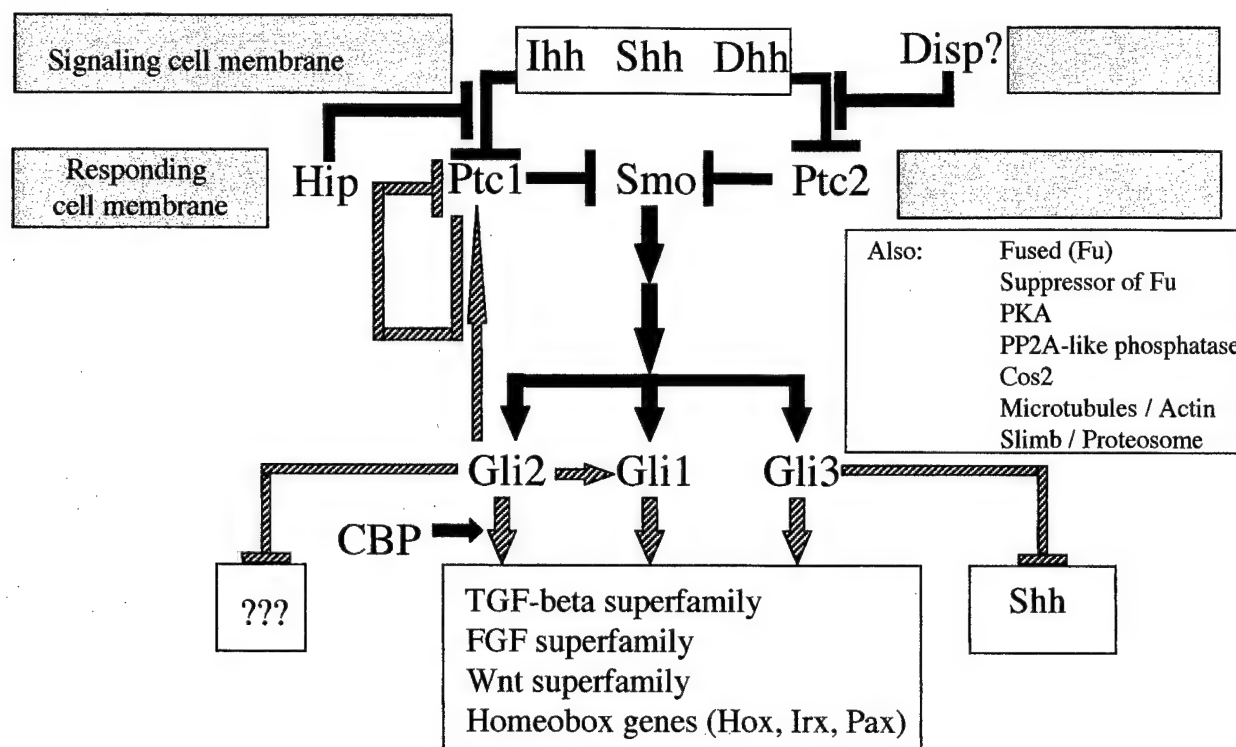 Signaling cell membrane
Ihh Shh Dhh
Disp?
Responding
cell membrane
Hip
Ptc1
Smo
Ptc2
Also:
Fused (Fu)
Suppressor of Fu
PKA
PP2A-like phosphatase
Cos2
Microtubules / Actin
Slimb / Proteosome
Gli2
Gli1
Gli3
CBP
???
TGF-beta superfamily
FGF superfamily
Wnt superfamily
Homeobox genes (Hox, Irx, Pax)
Shh